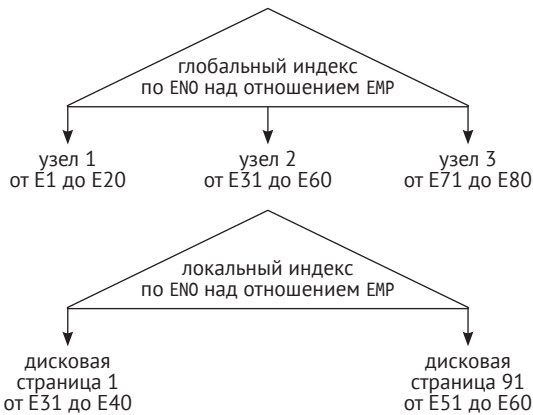 глобальный индекс
по ENO над отношением EMP
узел 1
от E1 до E20
узел 2
от E31 до E60
узел 3
от E71 до E80
локальный индекс
по ENO над отношением EMP
дисковая
страница 1
от E31 до E40
дисковая
страница 91
от E51 до E60